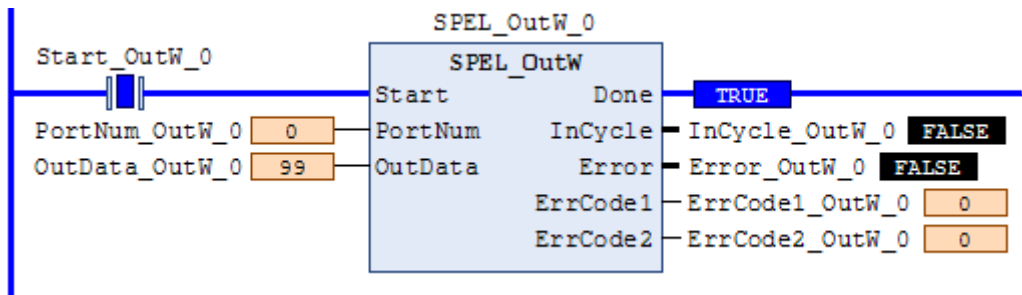 SPEL_OutW_0
Start_OutW_0
SPEL_OutW
Start Done TRUE
PortNum_OutW_0 0 PortNum InCycle InCycle_OutW_0 FALSE
OutData_OutW_0 99 OutData Error Error_OutW_0 FALSE
ErrCode1 ErrCode1_OutW_0 0
ErrCode2 ErrCode2_OutW_0 0